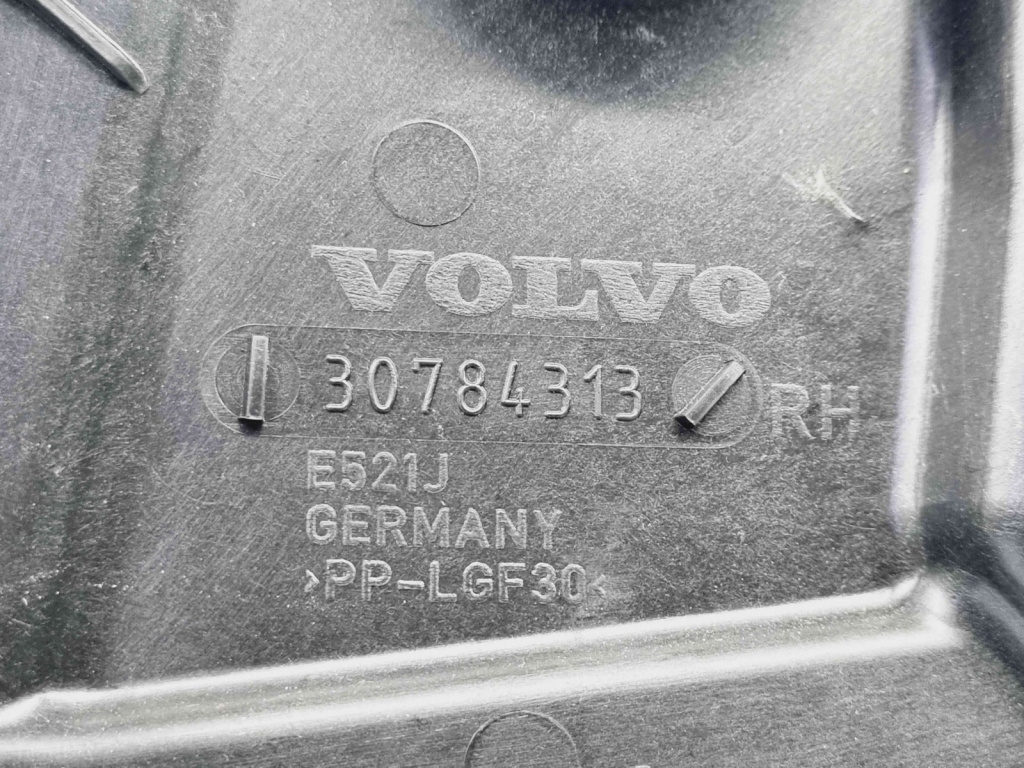 VOLVO
30784313 RH
E521J
GERMANY
>PP-LGF30<